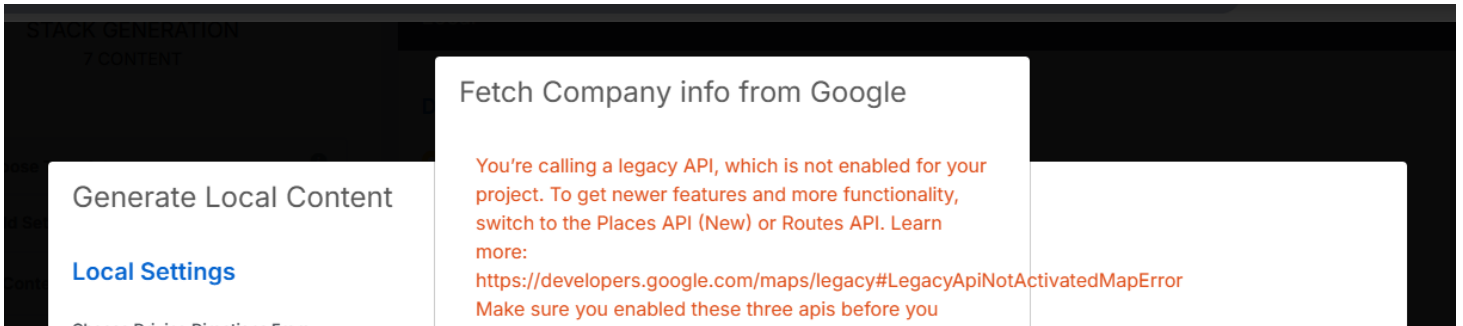 STACK GENERATION
7 CONTENT
Fetch Company info from Google
You're calling a legacy API, which is not enabled for your
project. To get newer features and more functionality,
switch to the Places API (New) or Routes API. Learn
more:
https://developers.google.com/maps/legacy#LegacyApiNotActivatedMapError
Make sure you enabled these three apis before you
Generate Local Content
Local Settings